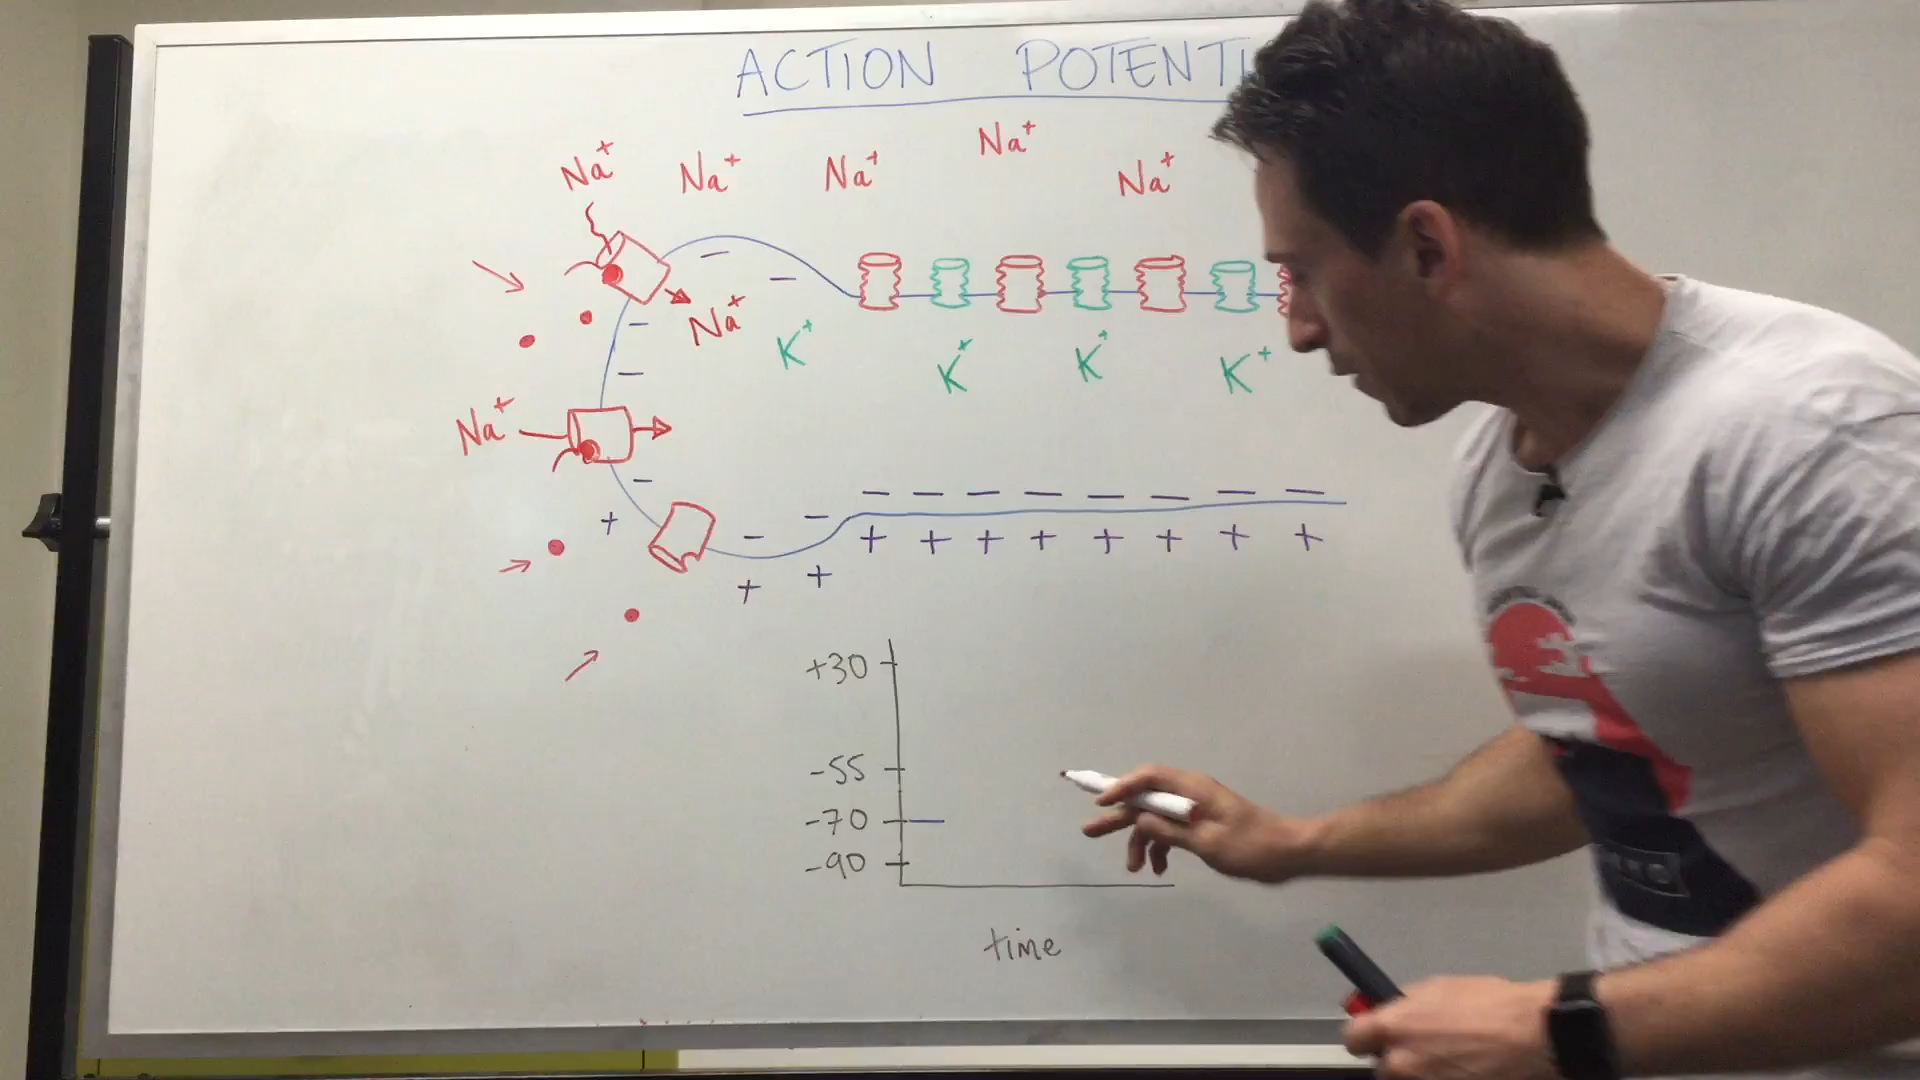 ACTION POTENTI
Na+ Na+ Na+ Na+ Na+
Na+
K+ K+ K+ K+
Na+
− −
− −
−
− −
− − − − − − − −
+ + + + + + + +
+ + +
+30
-55
-70
-90
time